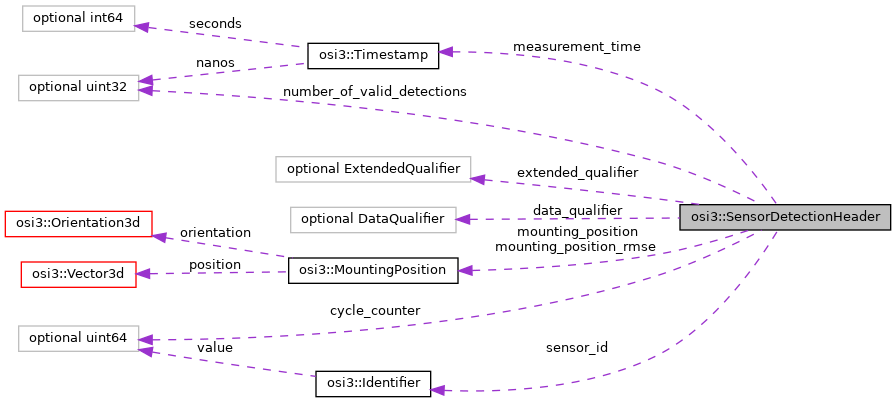 optional int64
seconds
osi3::Timestamp
measurement_time
nanos
optional uint32
number_of_valid_detections
optional ExtendedQualifier
extended_qualifier
optional DataQualifier
data_qualifier
osi3::SensorDetectionHeader
osi3::Orientation3d
orientation
mounting_position
mounting_position_rmse
osi3::Vector3d
position
osi3::MountingPosition
cycle_counter
optional uint64
value
sensor_id
osi3::Identifier